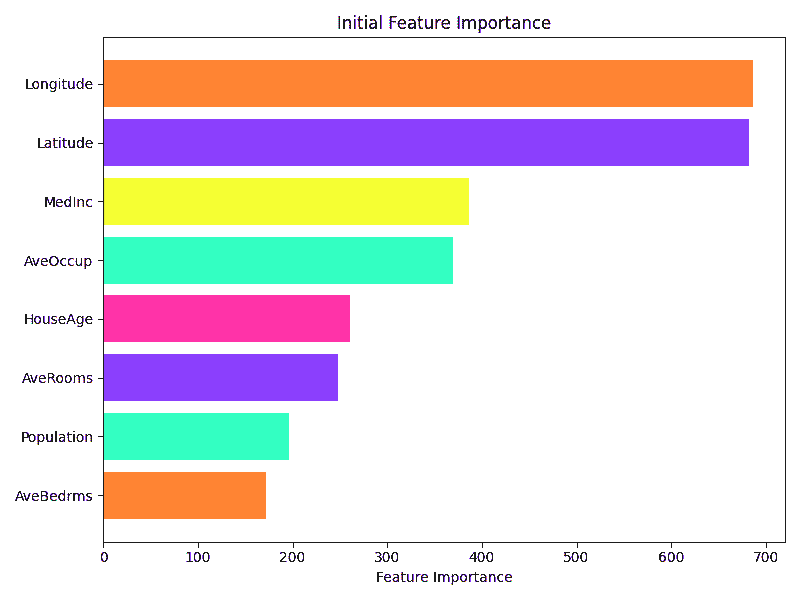 Initial Feature Importance
Longitude
Latitude
MedInc
AveOccup
HouseAge
AveRooms
Population
AveBedrms
0 100 200 300 400 500 600 700
Feature Importance